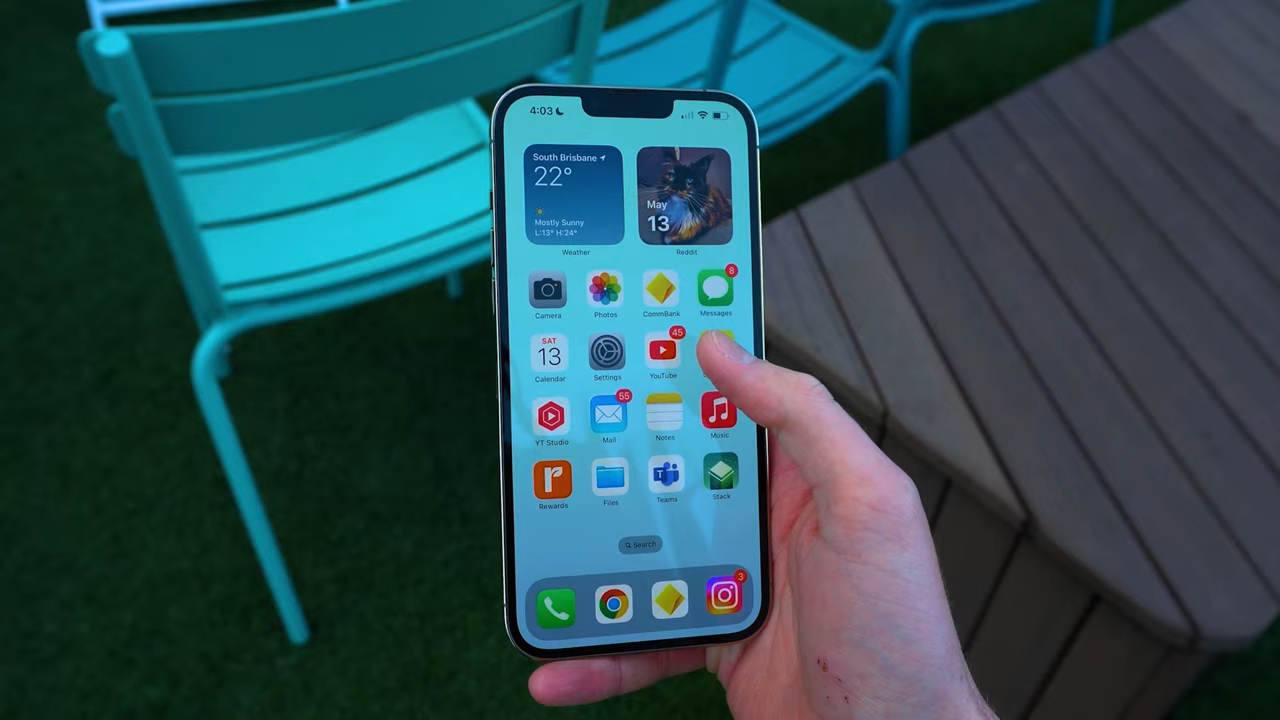 4:03
South Brisbane
22°
Mostly Sunny
L:13° H:24°
Weather
May
13
Reddit
Camera
Photos
CommBank
8
Messages
SAT
13
Calendar
Settings
45
YouTube
YT Studio
55
Mail
Notes
Music
r
Rewards
Files
T
Teams
Stack
Search
3